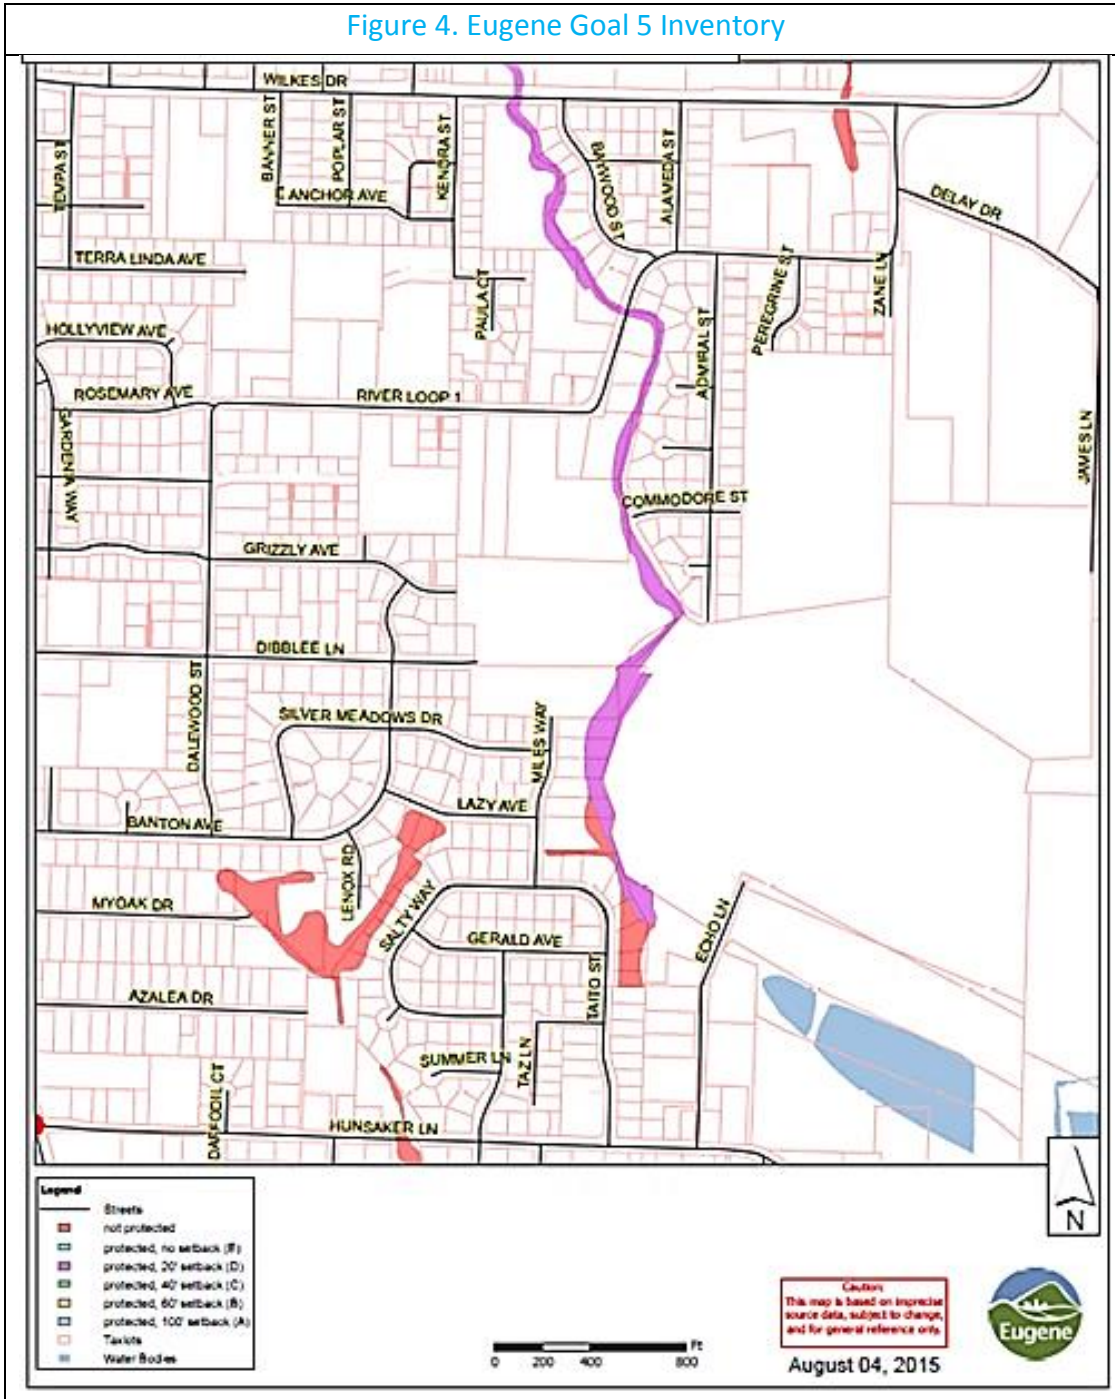 Figure 4. Eugene Goal 5 Inventory
WILKES DR
BANNER ST
POPLAR ST
KENDRA ST
TEMPA ST
BAYWOOD ST
ALAMEDA ST
ANCHOR AVE
DELAY DR
TERRA LINDA AVE
PAULA CT
PEREGRINE ST
ZANE LN
HOLLYVIEW AVE
ADMIRAL ST
ROSEMARY AVE
RIVER LOOP 1
GARDENIA WAY
JAMES LN
COMMODORE ST
GRIZZLY AVE
DIBBLEE LN
DALEWOOD ST
SILVER MEADOWS DR
MILES WAY
LAZY AVE
BANTON AVE
LENOX RD
MYOAK DR
SALTY WAY
GERALD AVE
ECHO LN
TAITO ST
AZALEA DR
SUMMER LN
TAZ LN
DAFFODIL CT
HUNSAKER LN
Legend
Streets
not protected
protected, no setback (E)
protected, 20' setback (D)
protected, 40' setback (C)
protected, 60' setback (B)
protected, 100' setback (A)
Taxlots
Water Bodies
N
Ft
0 200 400 800
Caution:
This map is based on imprecise
source data, subject to change,
and for general reference only.
August 04, 2015
Eugene